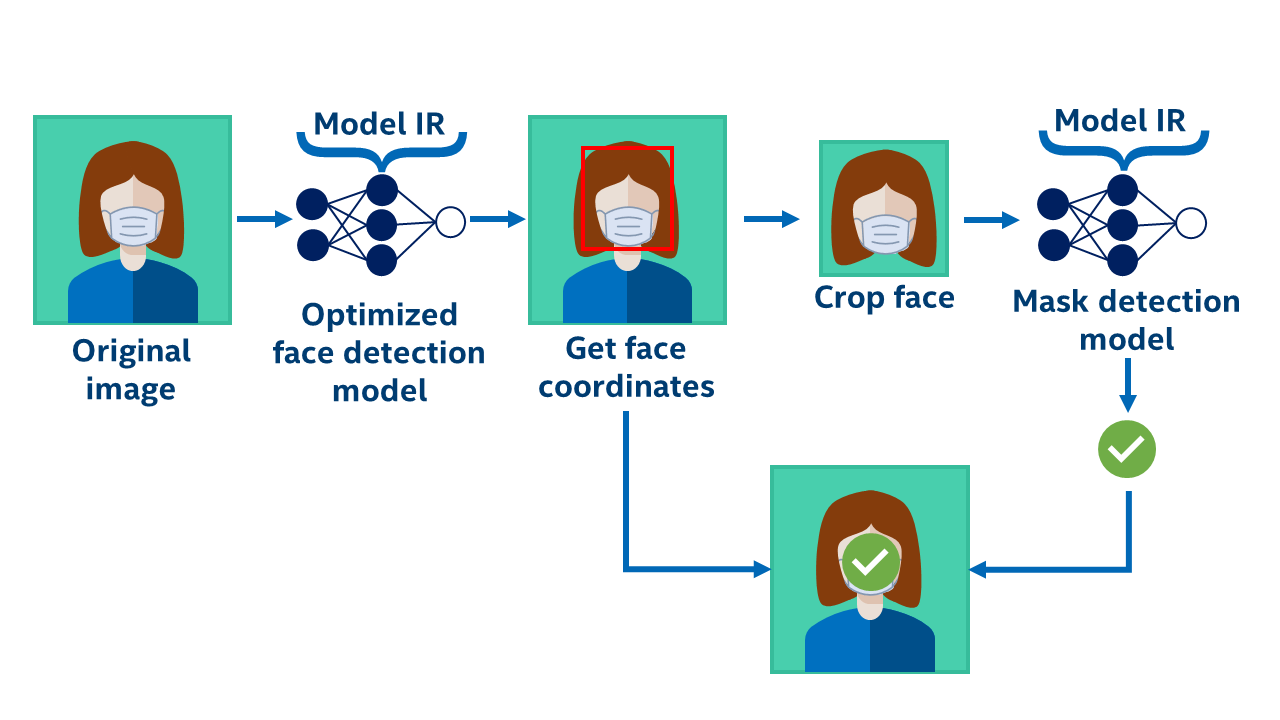 Model IR
Model IR
Original
image
Optimized
face detection
model
Get face
coordinates
Crop face
Mask detection
model